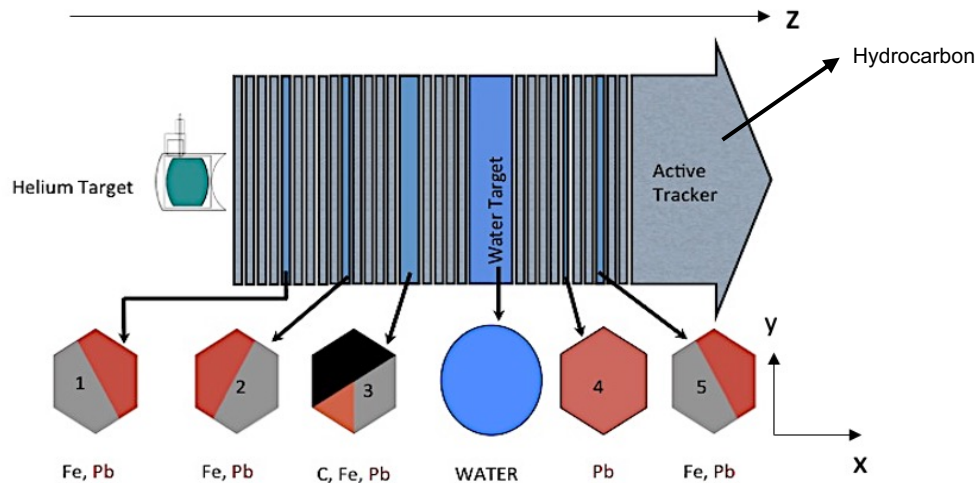 Z
Hydrocarbon
Helium Target
Water Target
Active
Tracker
1
2
3
4
5
y
x
Fe, Pb
Fe, Pb
C, Fe, Pb
WATER
Pb
Fe, Pb